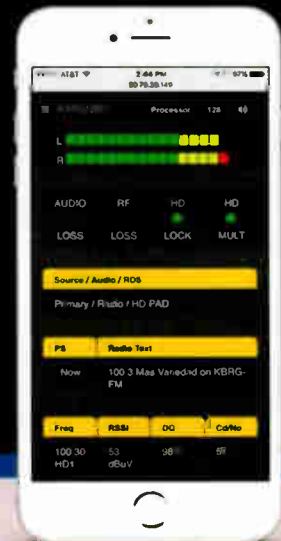 AT&T 2:44 PM 97%
Processor 128
L
R
AUDIO RF HD HD
LOSS LOSS LOCK MULT
Source / Audio / RDS
Primary / Radio / HD PAD
PS Radio Text
Now 100 3 Mas Variedad on KBRG-
FM
Freq RSSI DQ Cd/No
100.30 53 98
HD1 dBuV